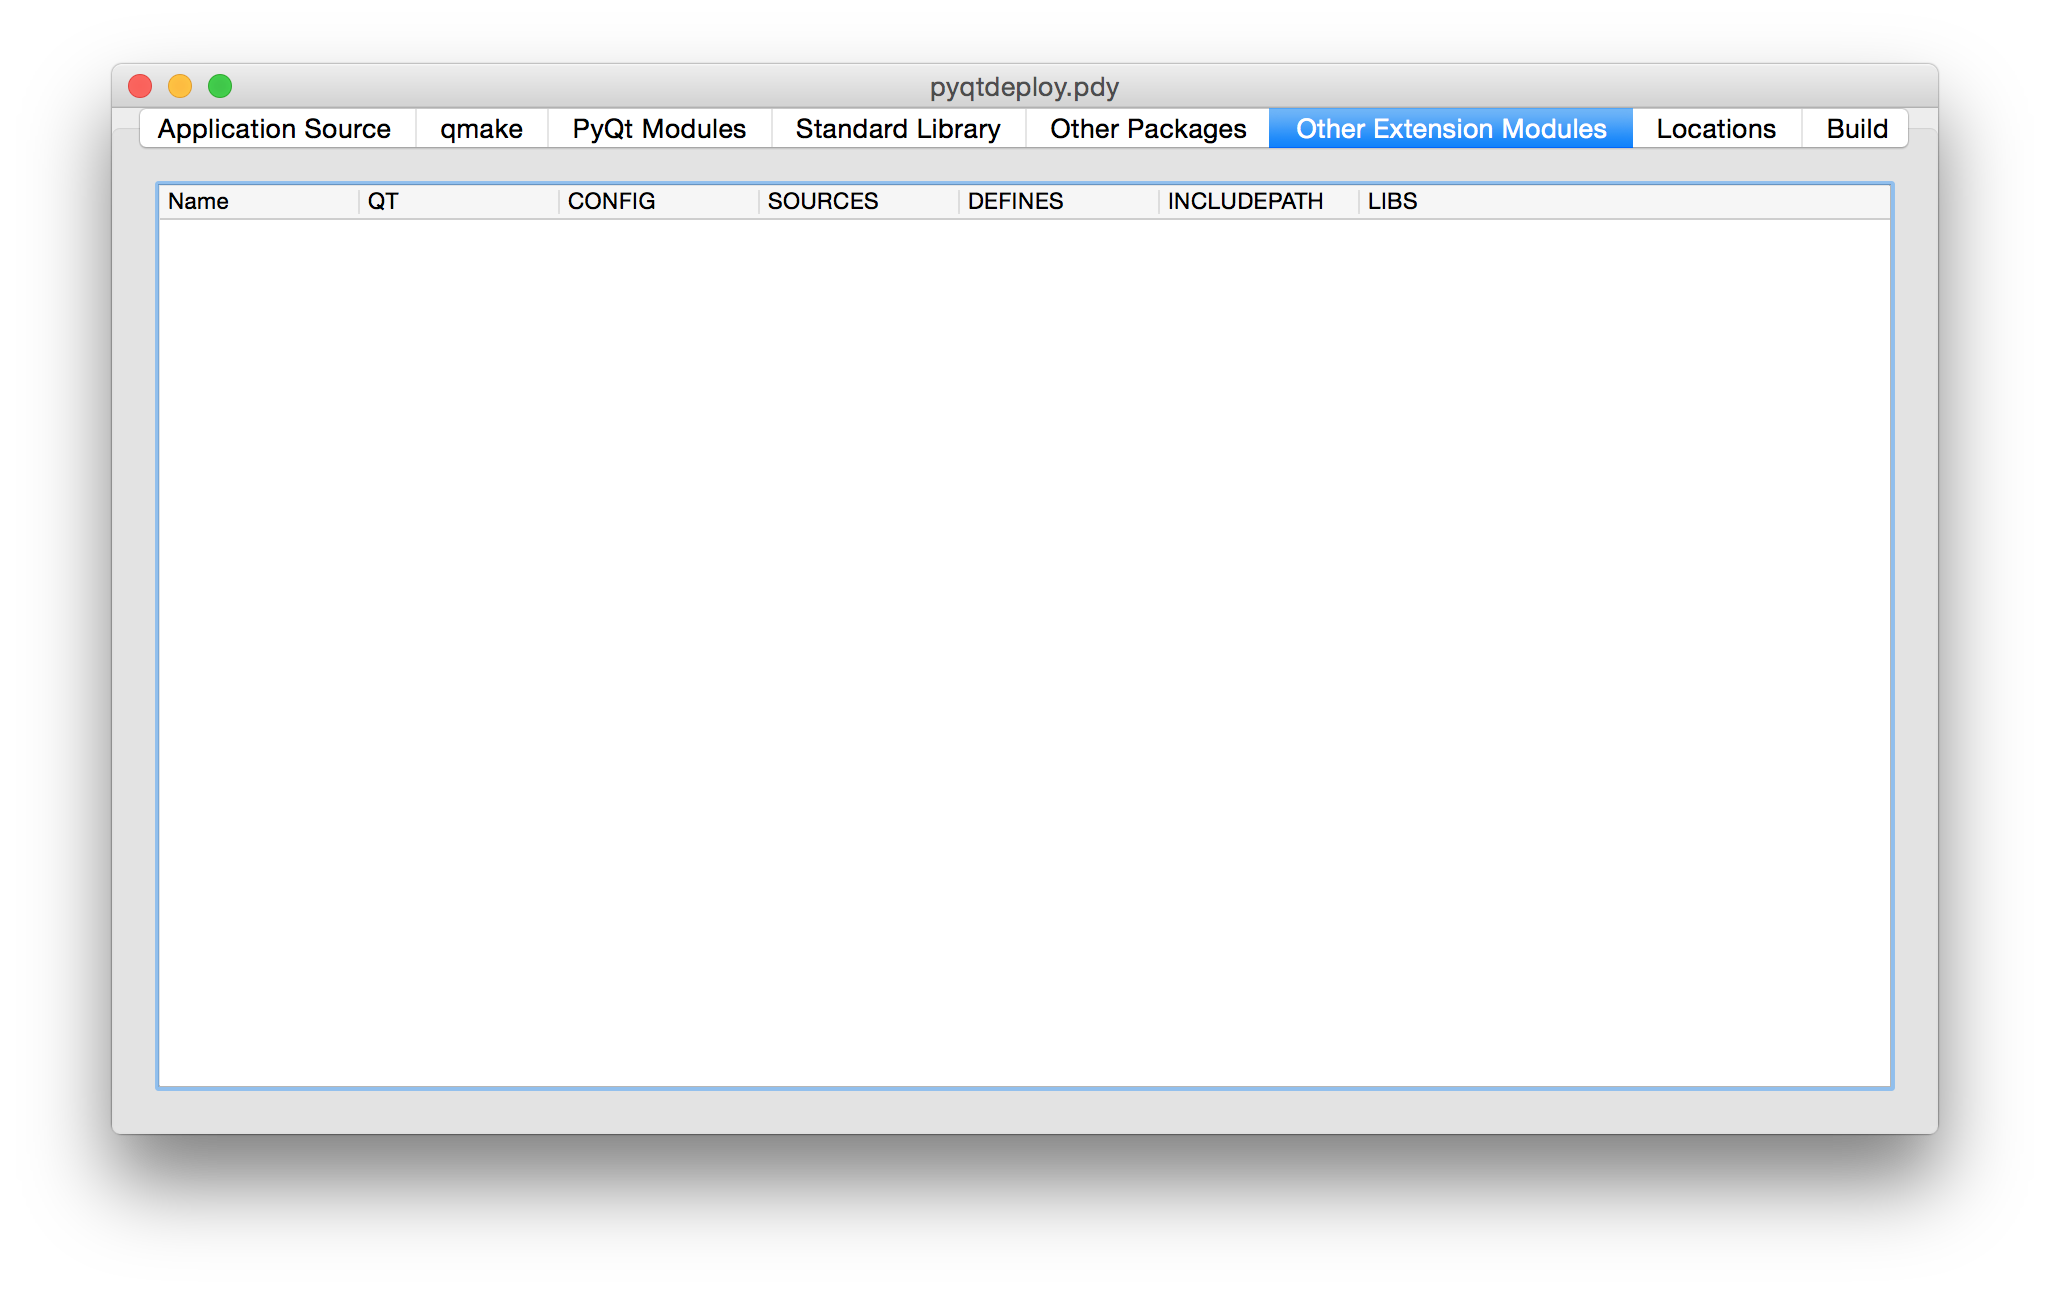 pyqtdeploy.pdy
Application Source qmake PyQt Modules Standard Library Other Packages Other Extension Modules Locations Build
Name QT CONFIG SOURCES DEFINES INCLUDEPATH LIBS